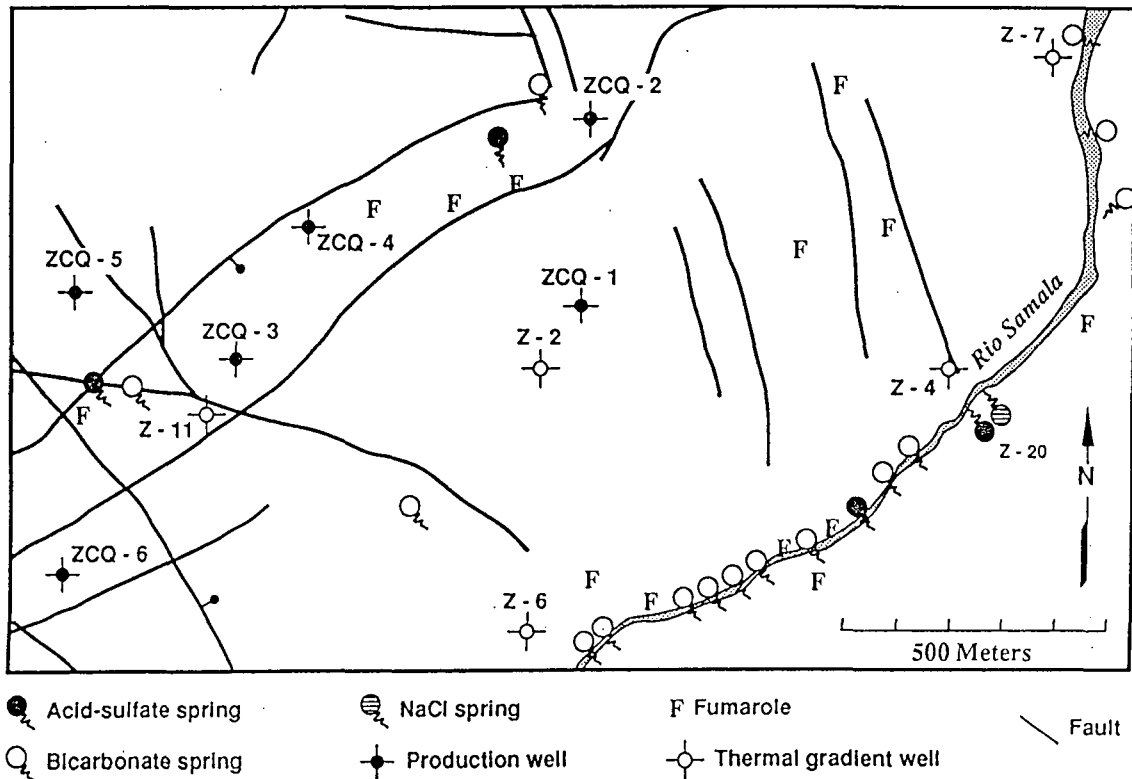 Z - 7
F
ZCQ - 2
F
F
F
ZCQ - 4
F
F
ZCQ - 5
ZCQ - 1
Rio Samala
F
ZCQ - 3
Z - 2
Z - 4
F
Z - 11
Z - 20
N
F
F
ZCQ - 6
F
F
F
Z - 6
500 Meters
Acid-sulfate spring
NaCl spring
F Fumarole
Fault
Bicarbonate spring
Production well
Thermal gradient well